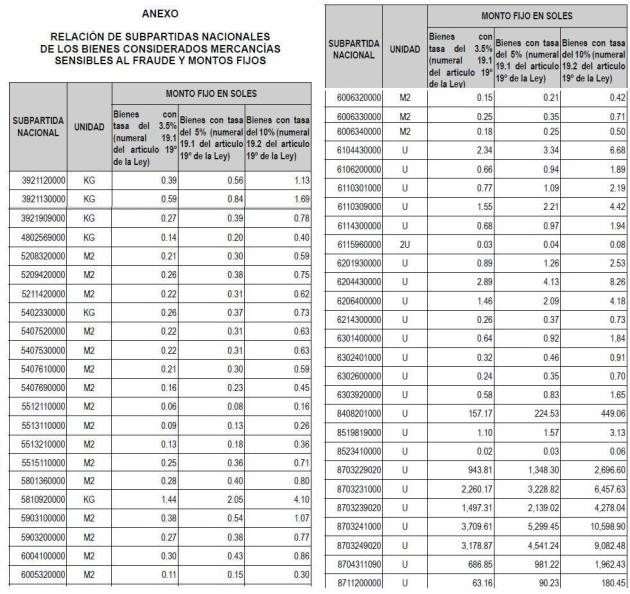 ANEXO
RELACIÓN DE SUBPARTIDAS NACIONALES
DE LOS BIENES CONSIDERADOS MERCANCÍAS
SENSIBLES AL FRAUDE Y MONTOS FIJOS
MONTO FIJO EN SOLES
SUBPARTIDA NACIONAL UNIDAD Bienes con tasa del 3.5% (numeral 19.1 del articulo 19º de la Ley) Bienes con tasa del 5% (numeral 19.1 del articulo 19º de la Ley) Bienes con tasa del 10% (numeral 19.2 del articulo 19º de la Ley)
3921120000 KG 0.39 0.56 1.13
3921130000 KG 0.59 0.84 1.69
3921909000 KG 0.27 0.39 0.78
4802569000 KG 0.14 0.20 0.40
5208320000 M2 0.21 0.30 0.59
5209420000 M2 0.26 0.38 0.75
5211420000 M2 0.22 0.31 0.62
5402330000 KG 0.26 0.37 0.73
5407520000 M2 0.22 0.31 0.63
5407530000 M2 0.22 0.31 0.63
5407610000 M2 0.21 0.30 0.59
5407690000 M2 0.16 0.23 0.45
5512110000 M2 0.06 0.08 0.16
5513110000 M2 0.09 0.13 0.26
5513210000 M2 0.13 0.18 0.36
5515110000 M2 0.25 0.36 0.71
5801360000 M2 0.28 0.40 0.80
5810920000 KG 1.44 2.05 4.10
5903100000 M2 0.38 0.54 1.07
5903200000 M2 0.27 0.38 0.77
6004100000 M2 0.30 0.43 0.86
6005320000 M2 0.11 0.15 0.30
MONTO FIJO EN SOLES
SUBPARTIDA NACIONAL UNIDAD Bienes con tasa del 3.5% (numeral 19.1 del articulo 19º de la Ley) Bienes con tasa del 5% (numeral 19.1 del articulo 19º de la Ley) Bienes con tasa del 10% (numeral 19.2 del articulo 19º de la Ley)
6006320000 M2 0.15 0.21 0.42
6006330000 M2 0.25 0.35 0.71
6006340000 M2 0.18 0.25 0.50
6104430000 U 2.34 3.34 6.68
6106200000 U 0.66 0.94 1.89
6110301000 U 0.77 1.09 2.19
6110309000 U 1.55 2.21 4.42
6114300000 U 0.68 0.97 1.94
6115960000 2U 0.03 0.04 0.08
6201930000 U 0.89 1.26 2.53
6204430000 U 2.89 4.13 8.26
6206400000 U 1.46 2.09 4.18
6214300000 U 0.26 0.37 0.73
6301400000 U 0.64 0.92 1.84
6302401000 U 0.32 0.46 0.91
6302600000 U 0.24 0.35 0.70
6303920000 U 0.58 0.83 1.65
8408201000 U 157.17 224.53 449.06
8519819000 U 1.10 1.57 3.13
8523410000 U 0.02 0.03 0.06
8703229020 U 943.81 1,348.30 2,696.60
8703231000 U 2,260.17 3,228.82 6,457.63
8703239020 U 1,497.31 2,139.02 4,278.04
8703241000 U 3,709.61 5,299.45 10,598.90
8703249020 U 3,178.87 4,541.24 9,082.48
8704311090 U 686.85 981.22 1,962.43
8711200000 U 63.16 90.23 180.45